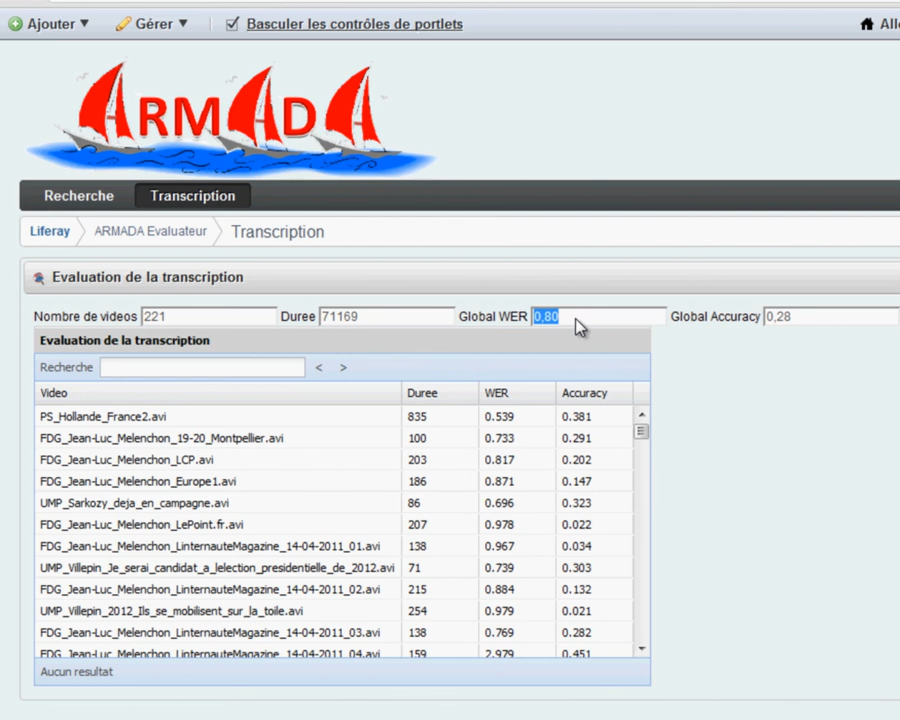 Ajouter Gérer Basculer les contrôles de portlets
ARMADA
Recherche Transcription
Liferay ARMADA Evaluateur Transcription
Evaluation de la transcription
Nombre de videos 221 Duree 71169 Global WER 0,80 Global Accuracy 0,28
Evaluation de la transcription
Recherche < >
Video Duree WER Accuracy
PS_Hollande_France2.avi 835 0.539 0.381
FDG_Jean-Luc_Melenchon_19-20_Montpellier.avi 100 0.733 0.291
FDG_Jean-Luc_Melenchon_LCP.avi 203 0.817 0.202
FDG_Jean-Luc_Melenchon_Europe1.avi 186 0.871 0.147
UMP_Sarkozy_deja_en_campagne.avi 86 0.696 0.323
FDG_Jean-Luc_Melenchon_LePoint.fr.avi 207 0.978 0.022
FDG_Jean-Luc_Melenchon_LinternauteMagazine_14-04-2011_01.avi 138 0.967 0.034
UMP_Villepin_Je_serai_candidat_a_lelection_presidentielle_de_2012.avi 71 0.739 0.303
FDG_Jean-Luc_Melenchon_LinternauteMagazine_14-04-2011_02.avi 215 0.884 0.132
UMP_Villepin_2012_Ils_se_mobilisent_sur_la_toile.avi 254 0.979 0.021
FDG_Jean-Luc_Melenchon_LinternauteMagazine_14-04-2011_03.avi 138 0.769 0.282
FDG_Jean-Luc_Melenchon_LinternauteMagazine_14-04-2011_04.avi 159 2.979 0.451
Aucun resultat